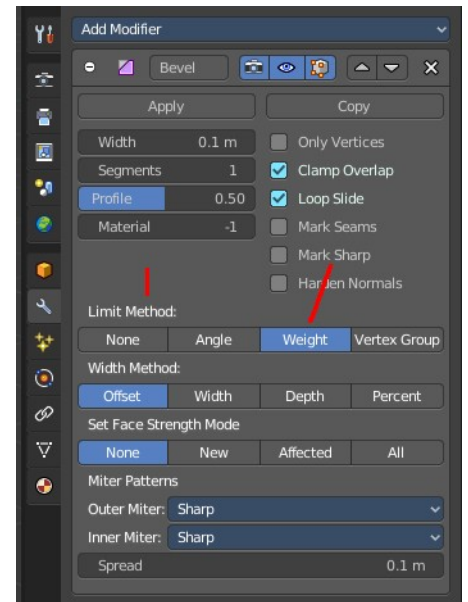 Add Modifier
Bevel
Apply Copy
Width 0.1 m Only Vertices
Segments 1 Clamp Overlap
Profile 0.50 Loop Slide
Material -1 Mark Seams
Mark Sharp
Harden Normals
Limit Method:
None Angle Weight Vertex Group
Width Method:
Offset Width Depth Percent
Set Face Strength Mode
None New Affected All
Miter Patterns
Outer Miter: Sharp
Inner Miter: Sharp
Spread 0.1 m